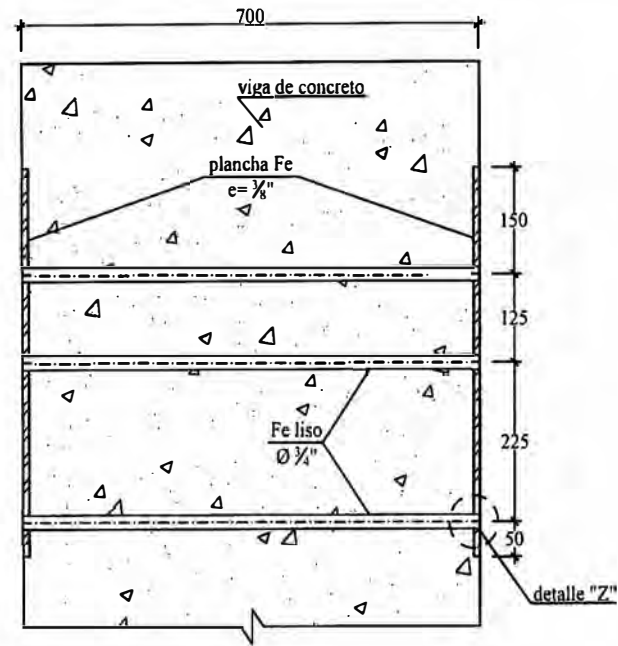 700
viga de concreto
plancha Fe
e= ⅜"
150
125
Fe liso
Ø ¾"
225
50
detalle "Z"